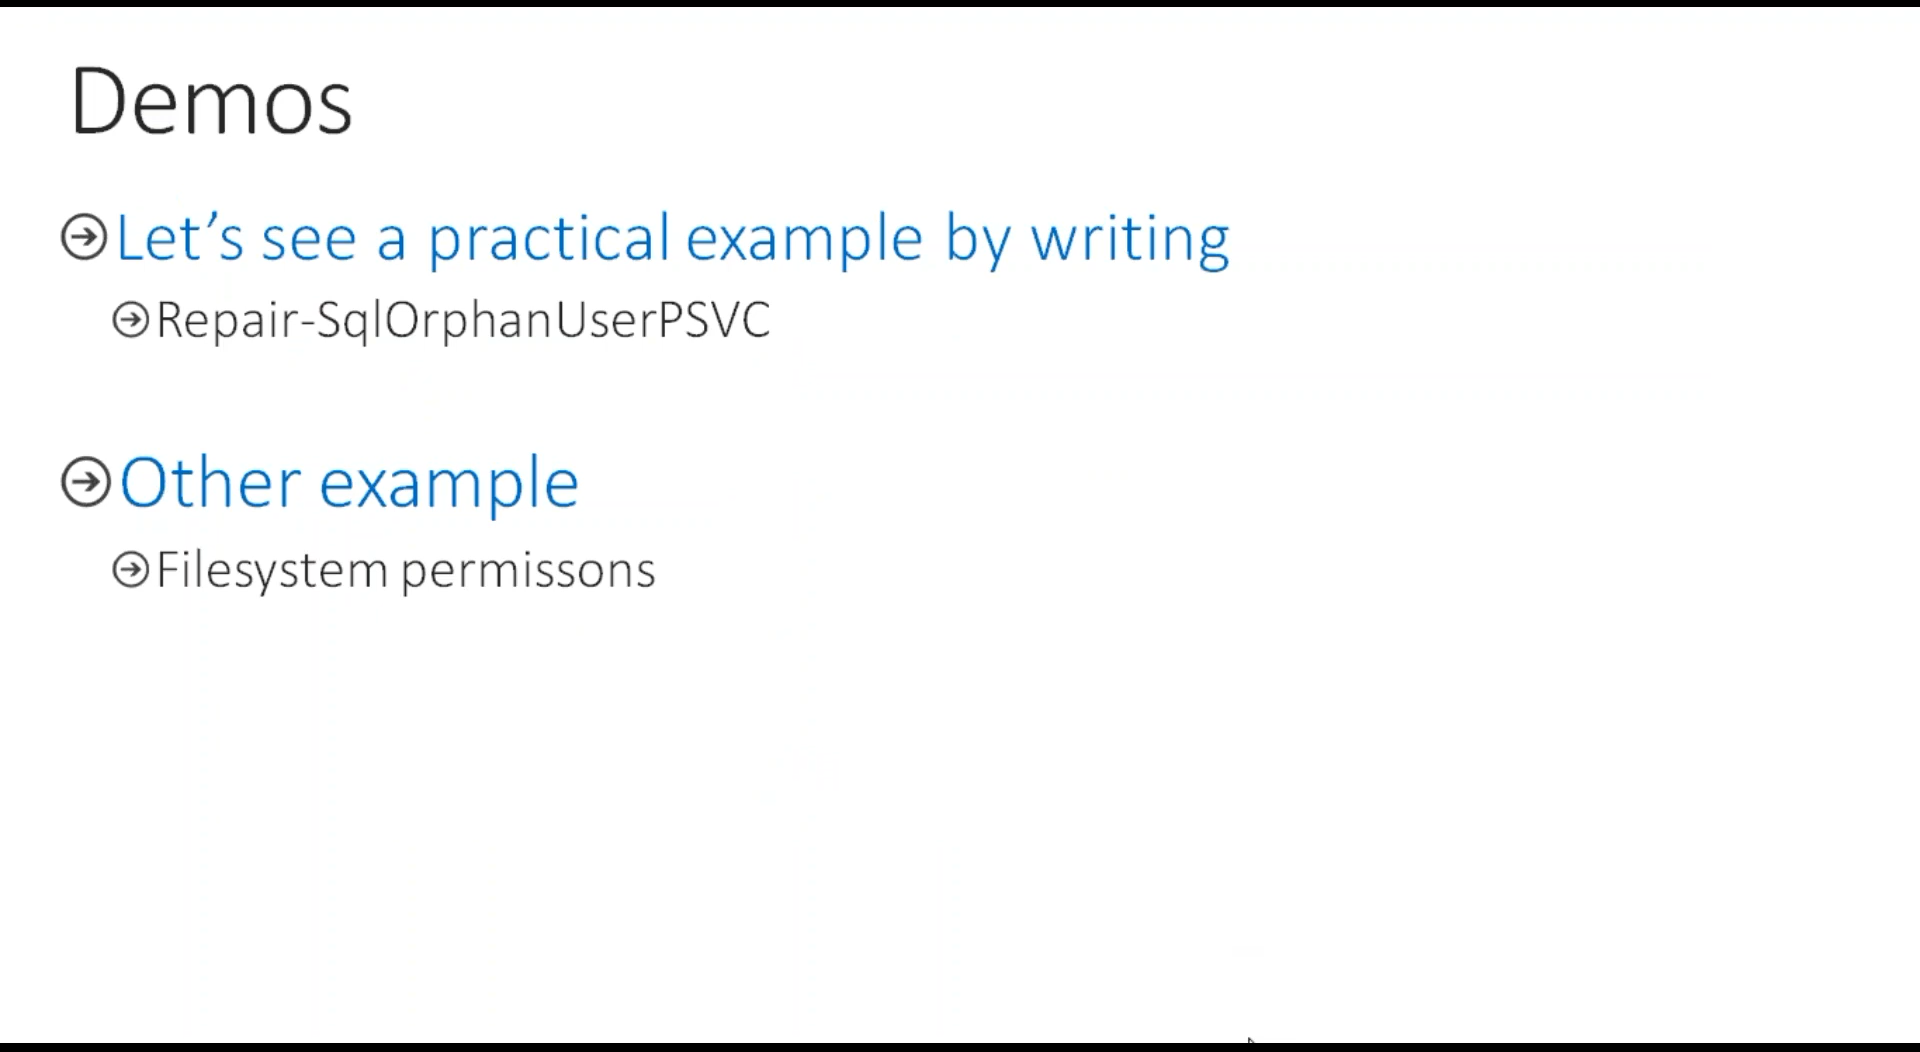 Demos
Let’s see a practical example by writing
Repair-SqlOrphanUserPSVC
Other example
Filesystem permissons